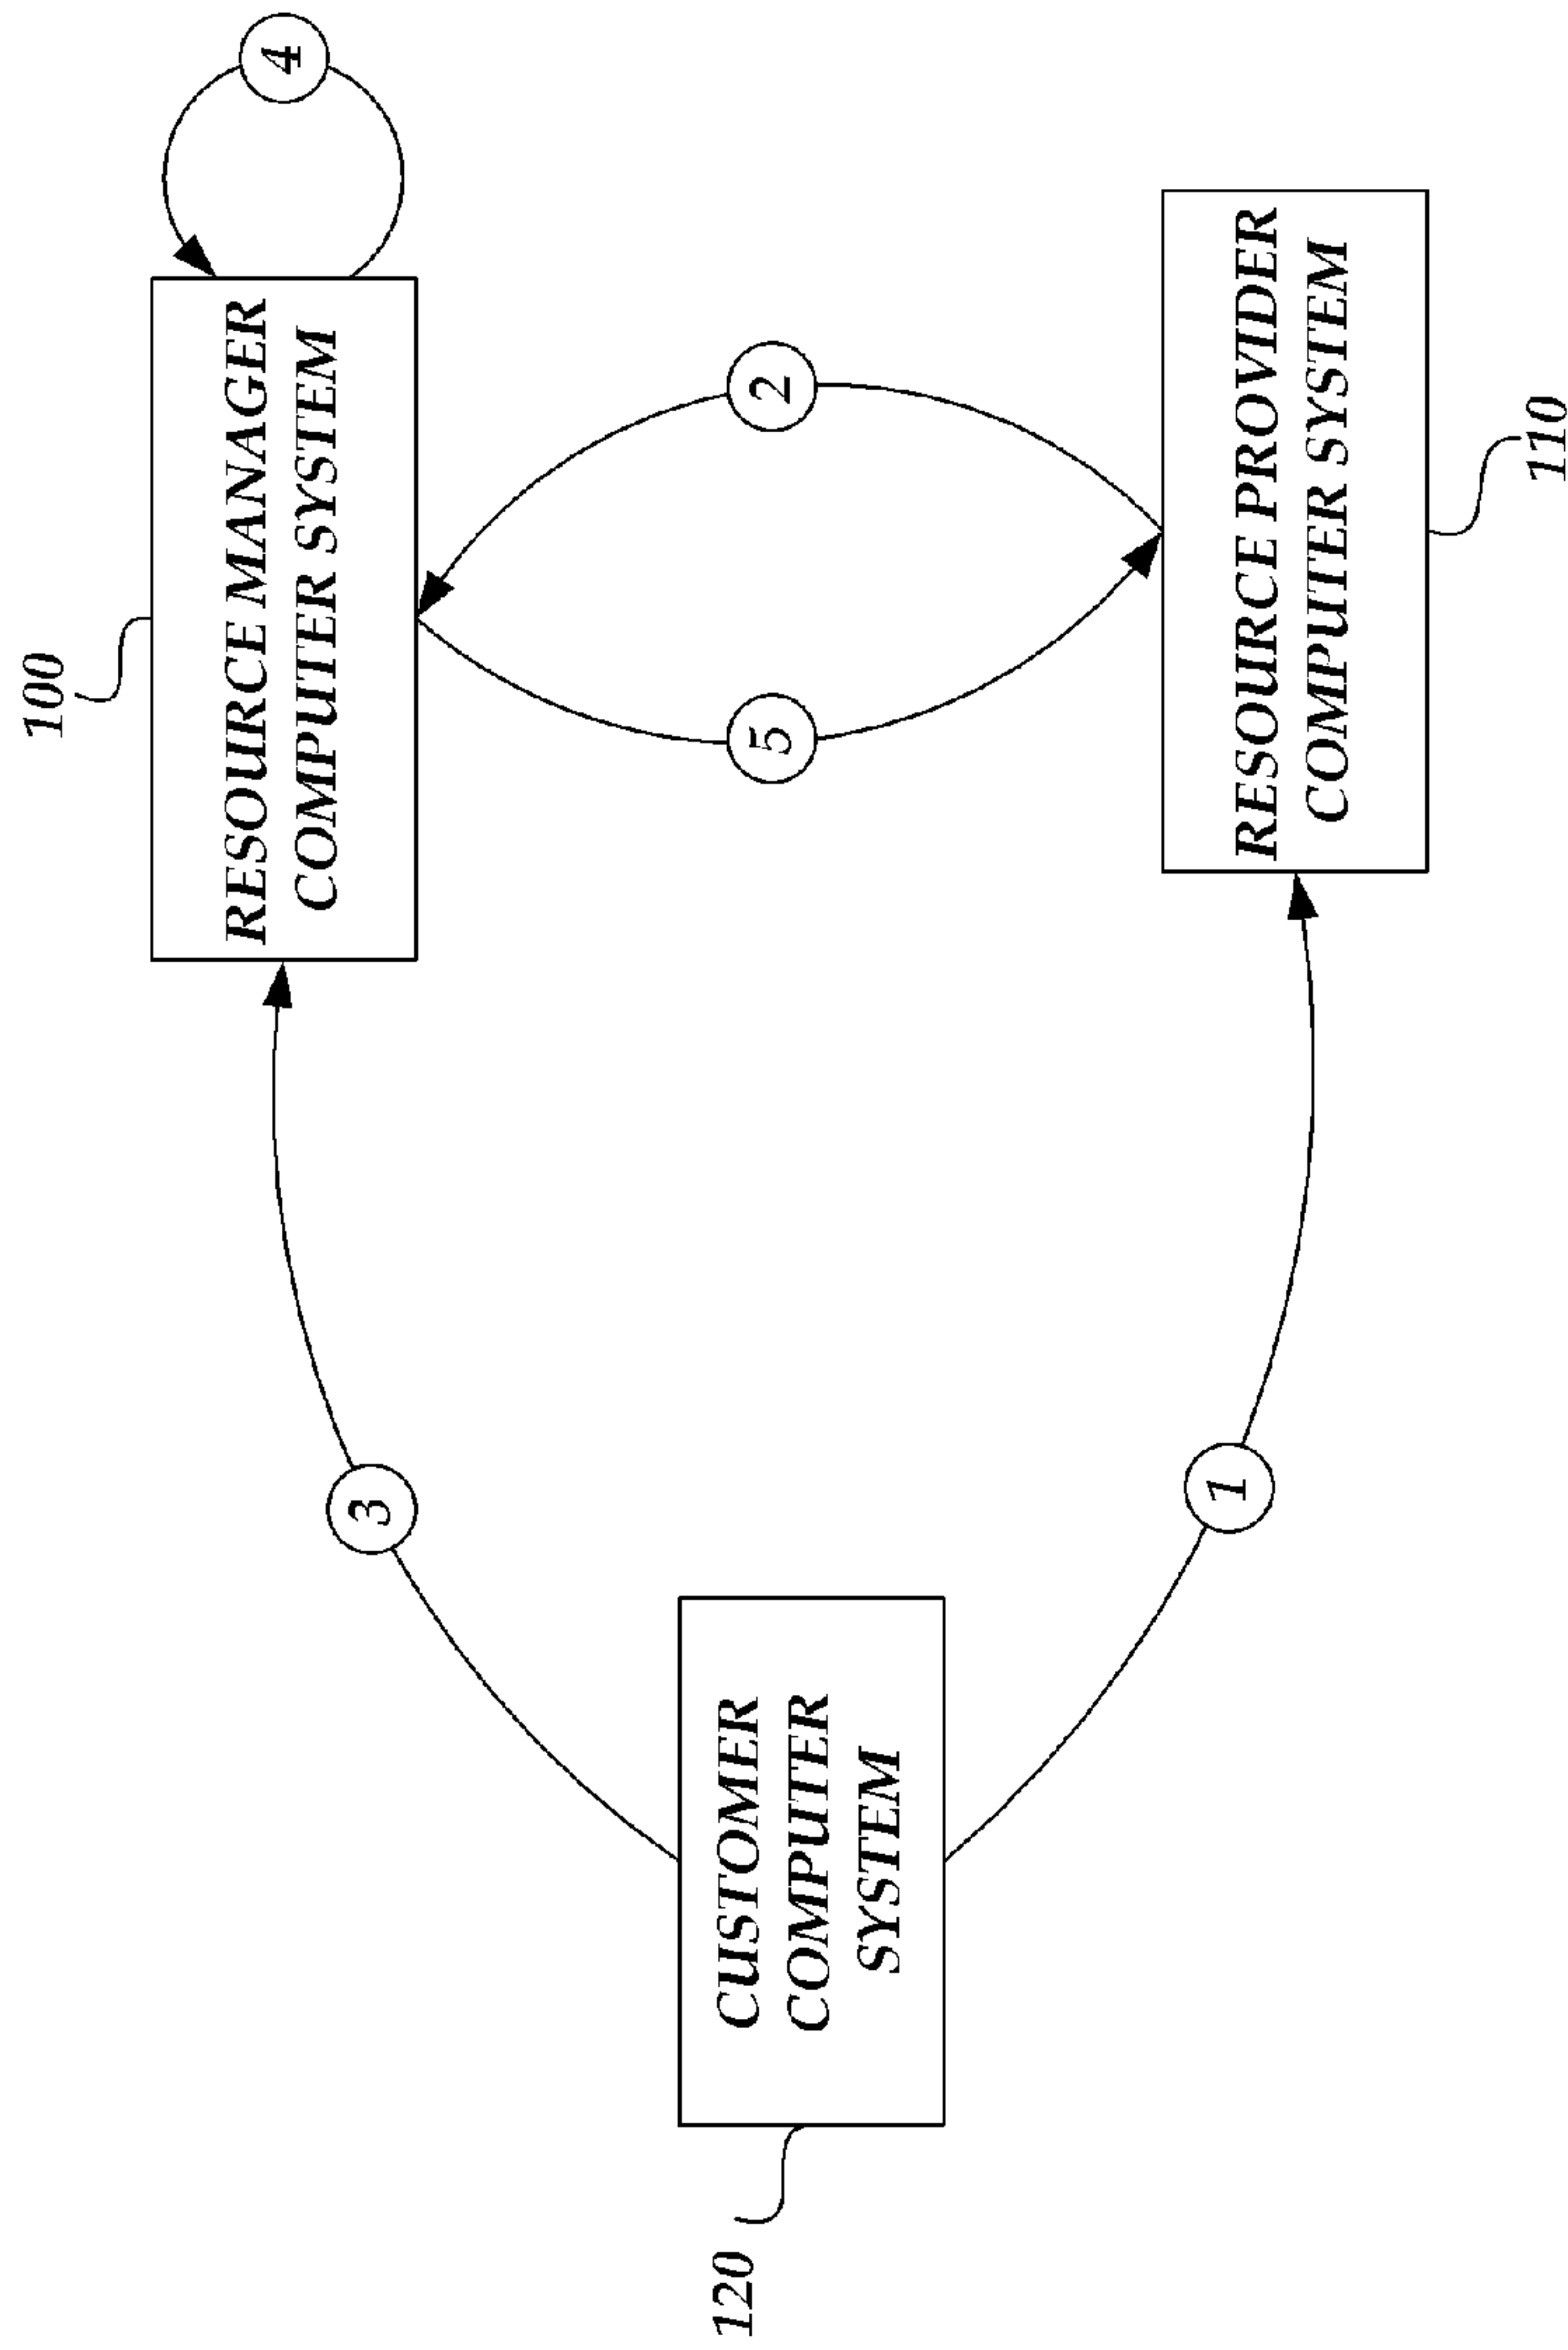 100
RESOURCE MANAGER
COMPUTER SYSTEM
4
3
5
2
120
CUSTOMER
COMPUTER
SYSTEM
1
RESOURCE PROVIDER
COMPUTER SYSTEM
110